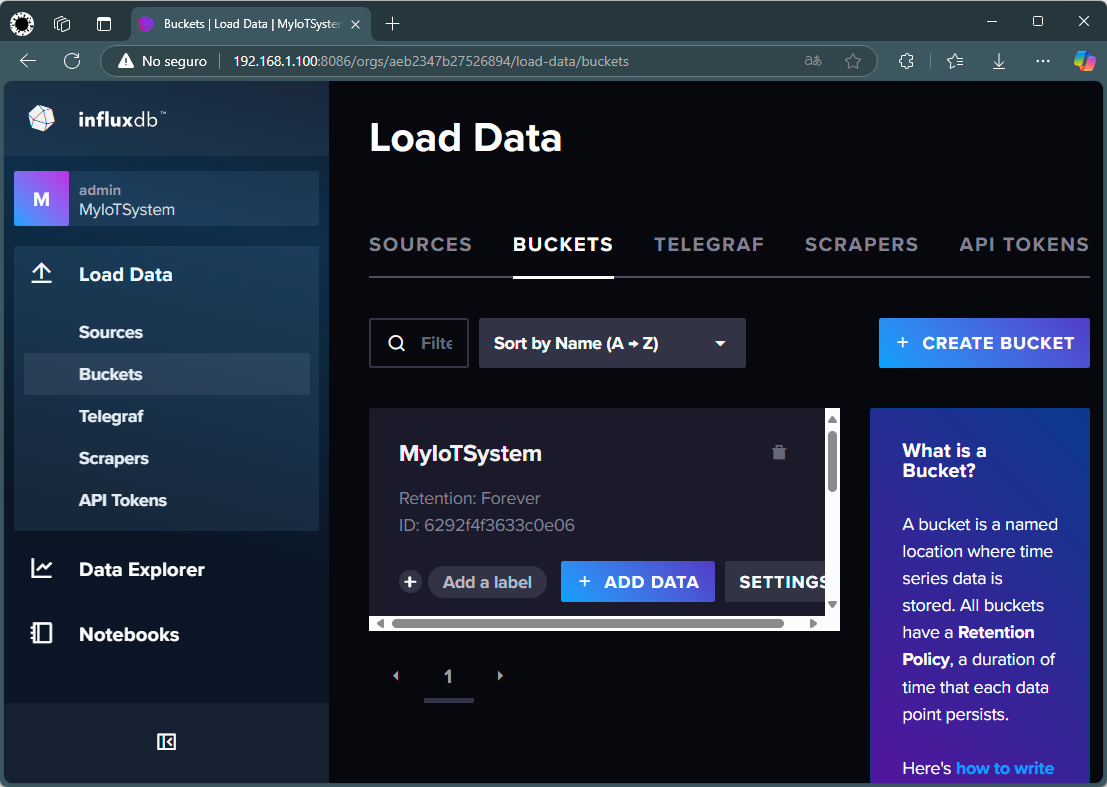 Buckets | Load Data | MyIoTSystem
No seguro
192.168.1.100:8086/orgs/aeb2347b27526894/load-data/buckets
aあ
influxdb™
M
admin
MyIoTSystem
Load Data
Sources
Buckets
Telegraf
Scrapers
API Tokens
Data Explorer
Notebooks
Load Data
SOURCES
BUCKETS
TELEGRAF
SCRAPERS
API TOKENS
Filte
Sort by Name (A → Z)
+ CREATE BUCKET
MyIoTSystem
Retention: Forever
ID: 6292f4f3633c0e06
+ Add a label
+ ADD DATA
SETTINGS
1
What is a
Bucket?
A bucket is a named
location where time
series data is
stored. All buckets
have a Retention
Policy, a duration of
time that each data
point persists.
Here's how to write